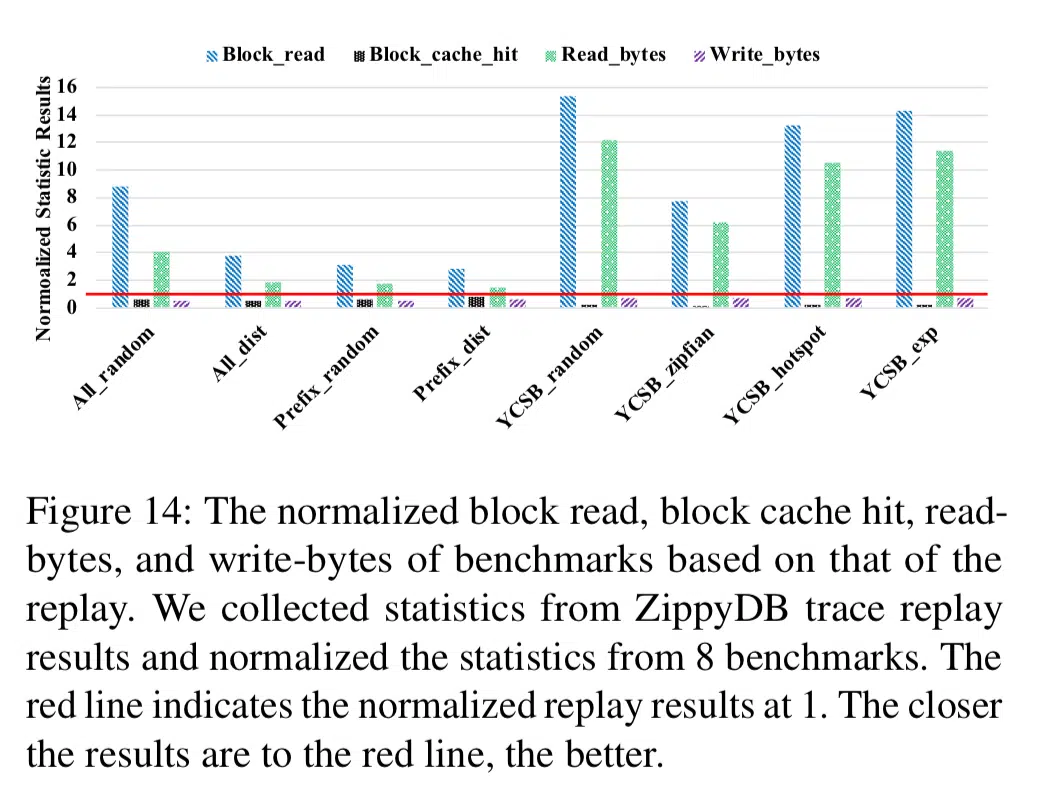 Block_read Block_cache_hit Read_bytes Write_bytes
Normoalized Statistic Results
16
14
12
10
8
6
4
2
0
All_random
All_dist
Prefix_random
Prefix_dist
YCSB_random
YCSB_zipfian
YCSB_hotspot
YCSB_exp
Figure 14: The normalized block read, block cache hit, read-
bytes, and write-bytes of benchmarks based on that of the
replay. We collected statistics from ZippyDB trace replay
results and normalized the statistics from 8 benchmarks. The
red line indicates the normalized replay results at 1. The closer
the results are to the red line, the better.